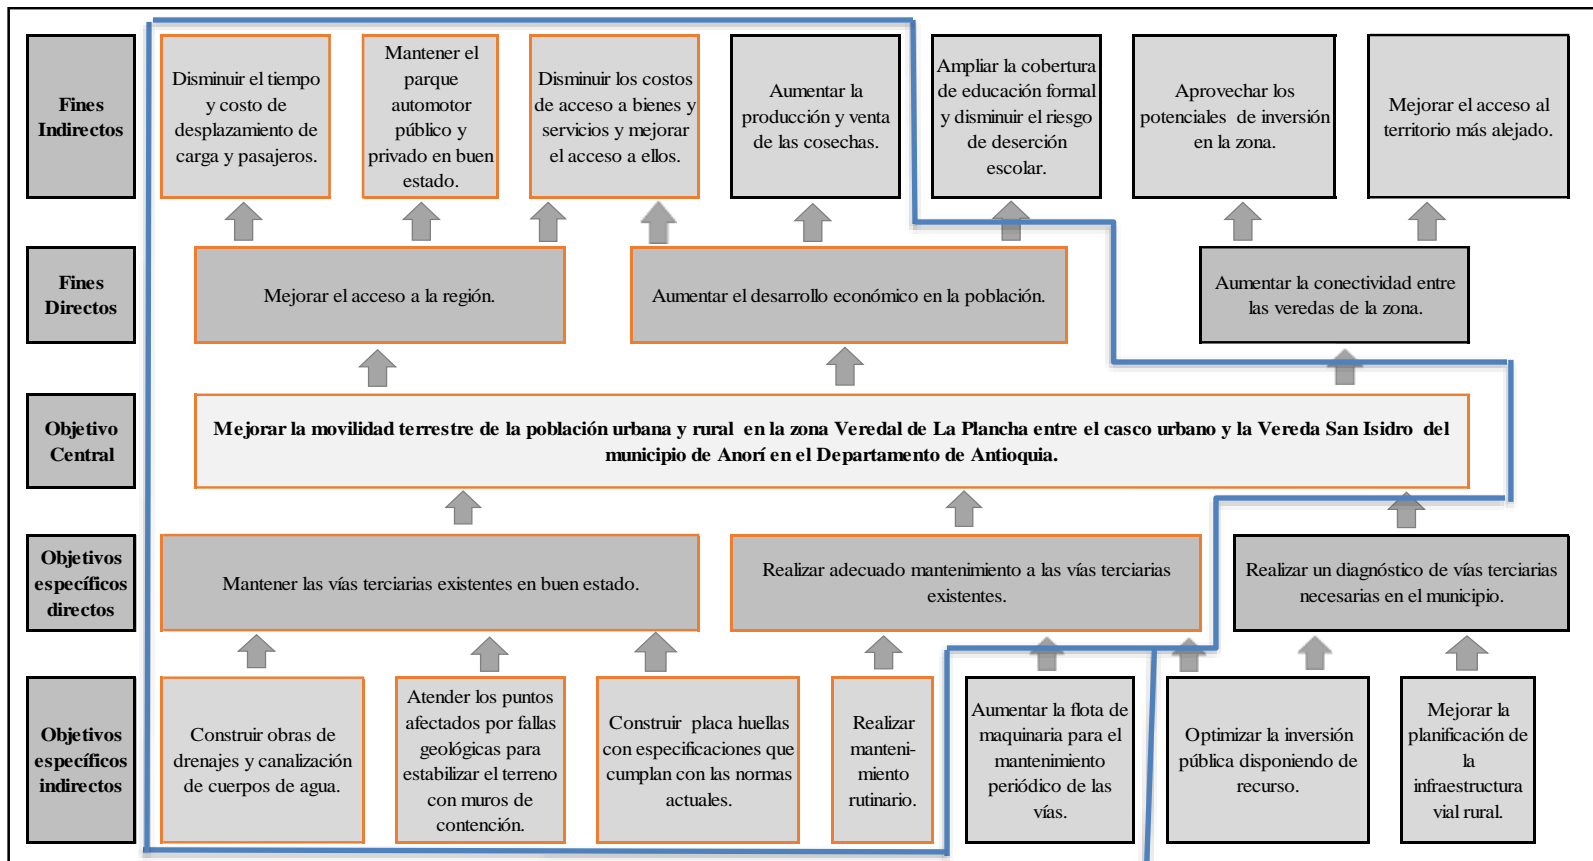 Fines
Indirectos
Disminuir el tiempo
y costo de
desplazamiento de
carga y pasajeros.
Mantener el
parque
automotor
público y
privado en buen
estado.
Disminuir los costos
de acceso a bienes y
servicios y mejorar
el acceso a ellos.
Aumentar la
producción y venta
de las cosechas.
Ampliar la cobertura
de educación formal
y disminuir el riesgo
de deserción
escolar.
Aprovechar los
potenciales de inversión
en la zona.
Mejorar el acceso al
territorio más alejado.
Fines
Directos
Mejorar el acceso a la región.
Aumentar el desarrollo económico en la población.
Aumentar la conectividad entre
las veredas de la zona.
Objetivo
Central
Mejorar la movilidad terrestre de la población urbana y rural en la zona Veredal de La Plancha entre el casco urbano y la Vereda San Isidro del
municipio de Anorí en el Departamento de Antioquia.
Objetivos
específicos
directos
Mantener las vías terciarias existentes en buen estado.
Realizar adecuado mantenimiento a las vías terciarias
existentes.
Realizar un diagnóstico de vías terciarias
necesarias en el municipio.
Objetivos
específicos
indirectos
Construir obras de
drenajes y canalización
de cuerpos de agua.
Atender los puntos
afectados por fallas
geológicas para
estabilizar el terreno
con muros de
contención.
Construir placa huellas
con especificaciones que
cumplan con las normas
actuales.
Realizar
manteni-
miento
rutinario.
Aumentar la flota de
maquinaria para el
mantenimiento
periódico de las
vías.
Optimizar la inversión
pública disponiendo de
recurso.
Mejorar la
planificación de
la
infraestructura
vial rural.